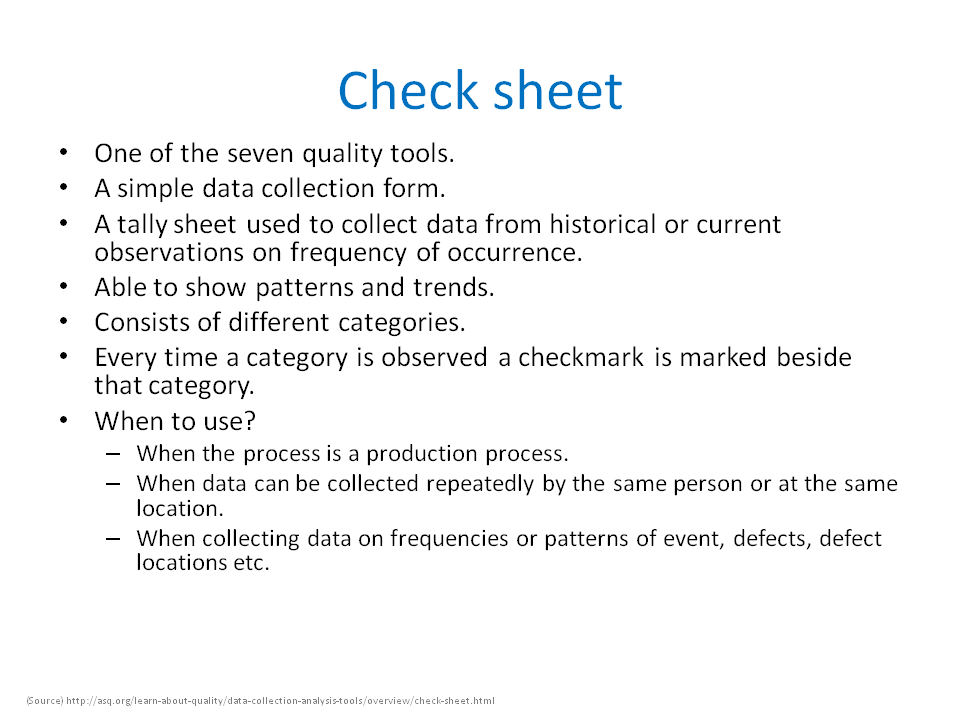 Check sheet
• One of the seven quality tools.
• A simple data collection form.
• A tally sheet used to collect data from historical or current
observations on frequency of occurrence.
• Able to show patterns and trends.
• Consists of different categories.
• Every time a category is observed a checkmark is marked beside
that category.
• When to use?
– When the process is a production process.
– When data can be collected repeatedly by the same person or at the same
location.
– When collecting data on frequencies or patterns of event, defects, defect
locations etc.
(Source) http://asq.org/learn-about-quality/data-collection-analysis-tools/overview/check-sheet.html